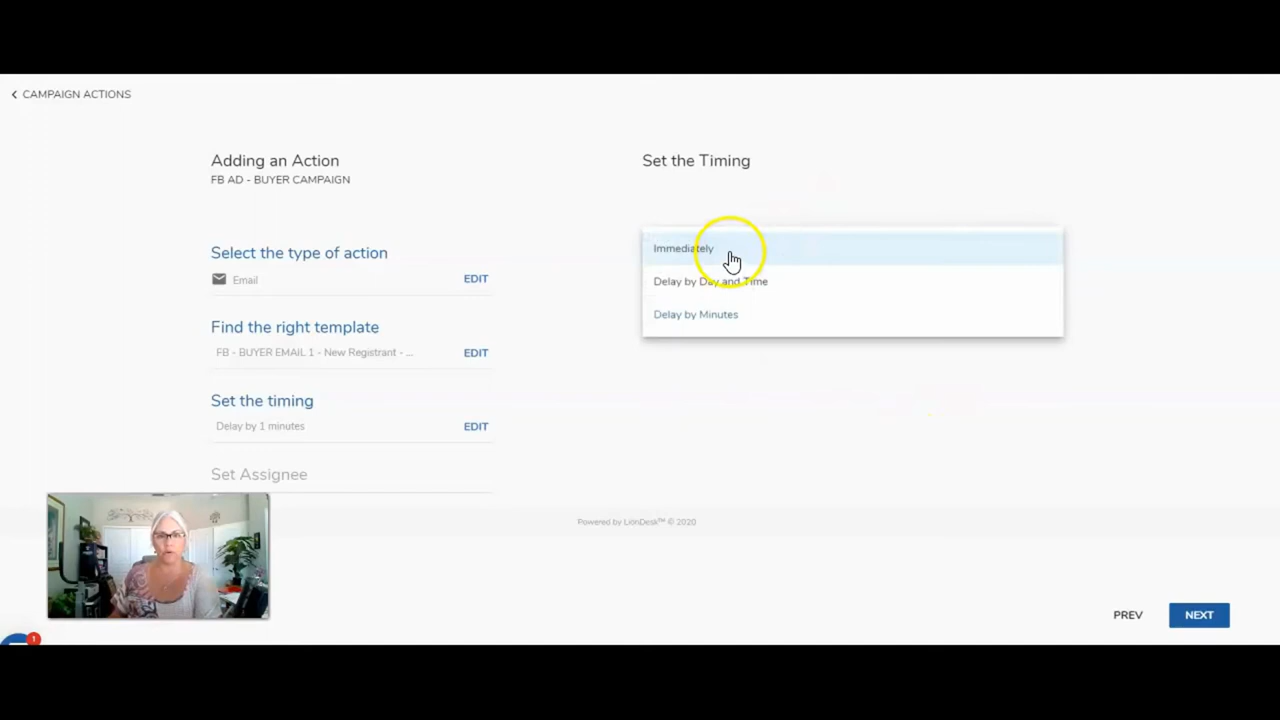 CAMPAIGN ACTIONS
Adding an Action
FB AD - BUYER CAMPAIGN
Select the type of action
Email
EDIT
Find the right template
FB - BUYER EMAIL 1 - New Registrant - ...
EDIT
Set the timing
Delay by 1 minutes
EDIT
Set Assignee
Set the Timing
Immediately
Delay by Day and Time
Delay by Minutes
Powered by LionDesk™ © 2020
PREV
NEXT
1